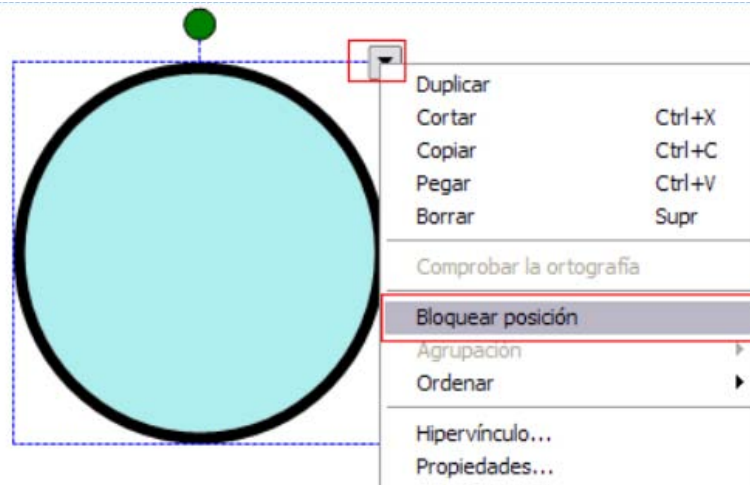 Duplicar
Cortar Ctrl+X
Copiar Ctrl+C
Pegar Ctrl+V
Borrar Supr
Comprobar la ortografía
Bloquear posición
Agrupación
Ordenar
Hipervínculo...
Propiedades...